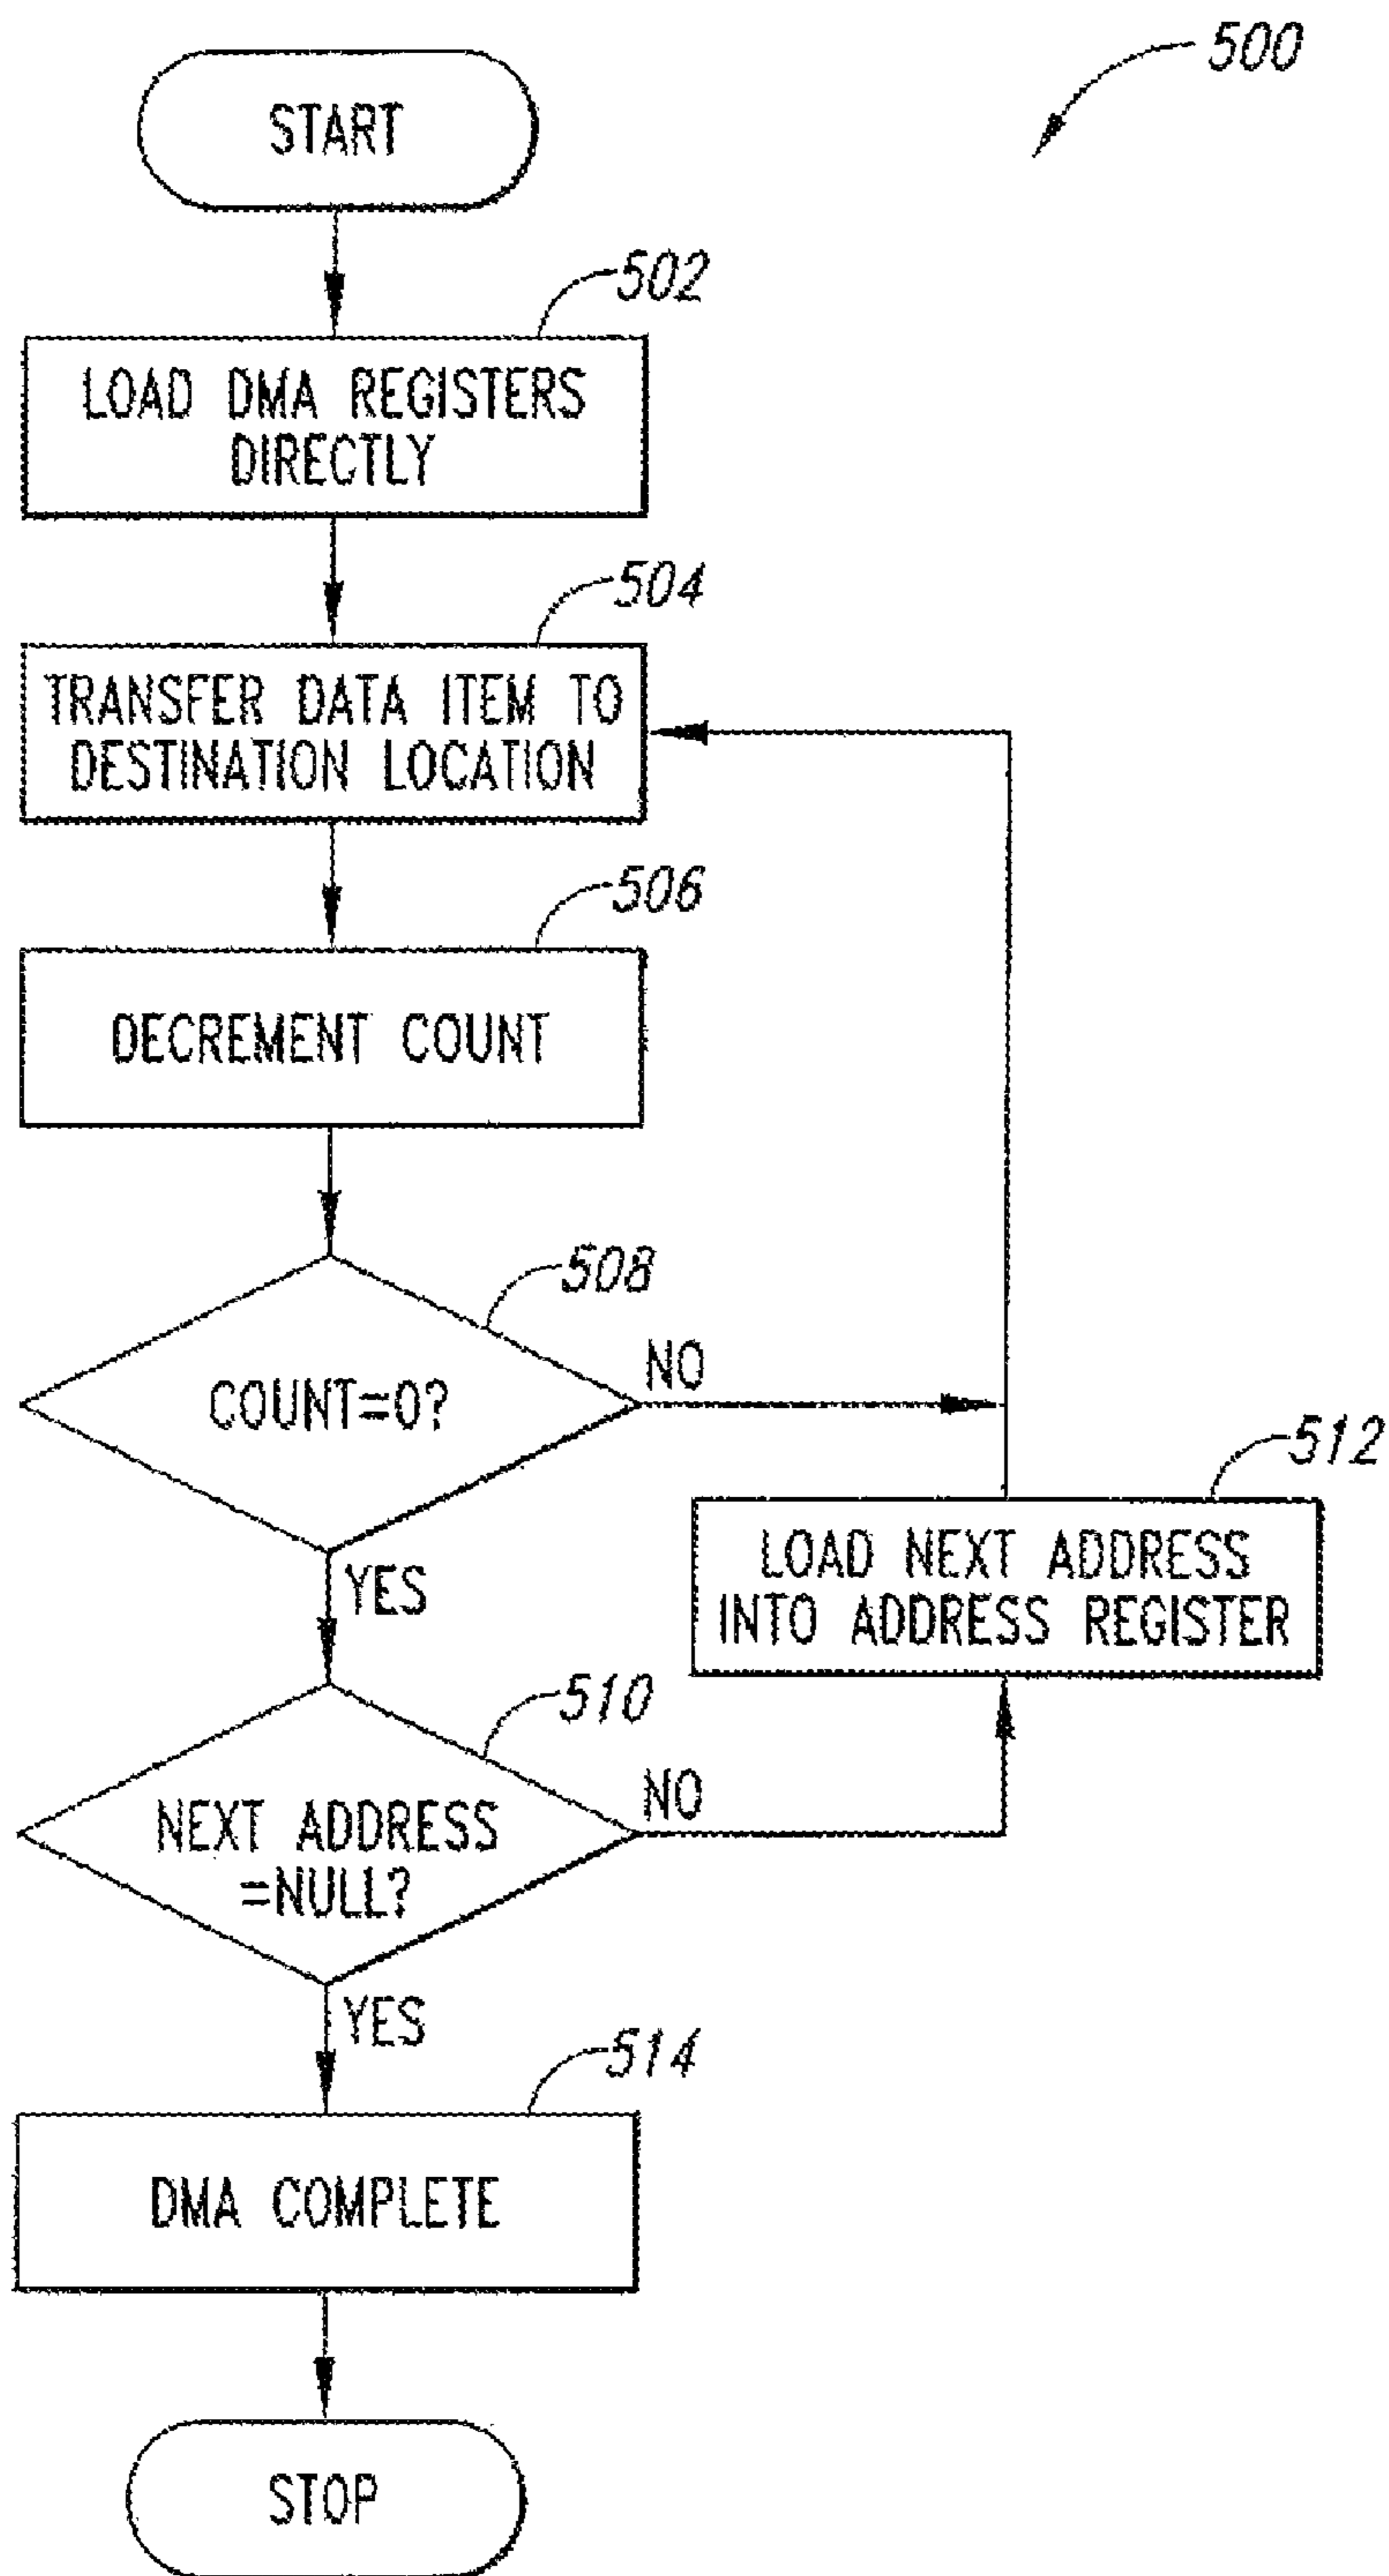 500
START
502
LOAD DMA REGISTERS
DIRECTLY
504
TRANSFER DATA ITEM TO
DESTINATION LOCATION
506
DECREMENT COUNT
508
COUNT=0?
NO
YES
512
LOAD NEXT ADDRESS
INTO ADDRESS REGISTER
510
NEXT ADDRESS
=NULL?
NO
YES
514
DMA COMPLETE
STOP